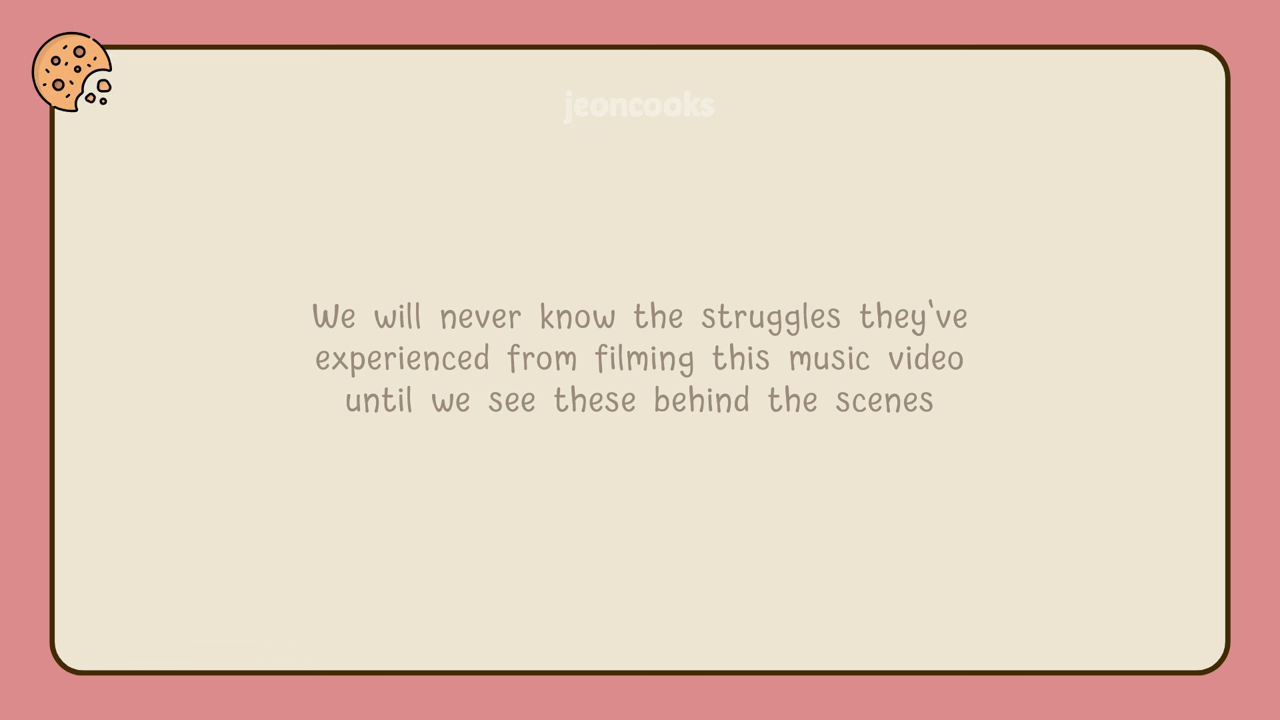 jeoncooks
We will never know the struggles they've
experienced from filming this music video
until we see these behind the scenes